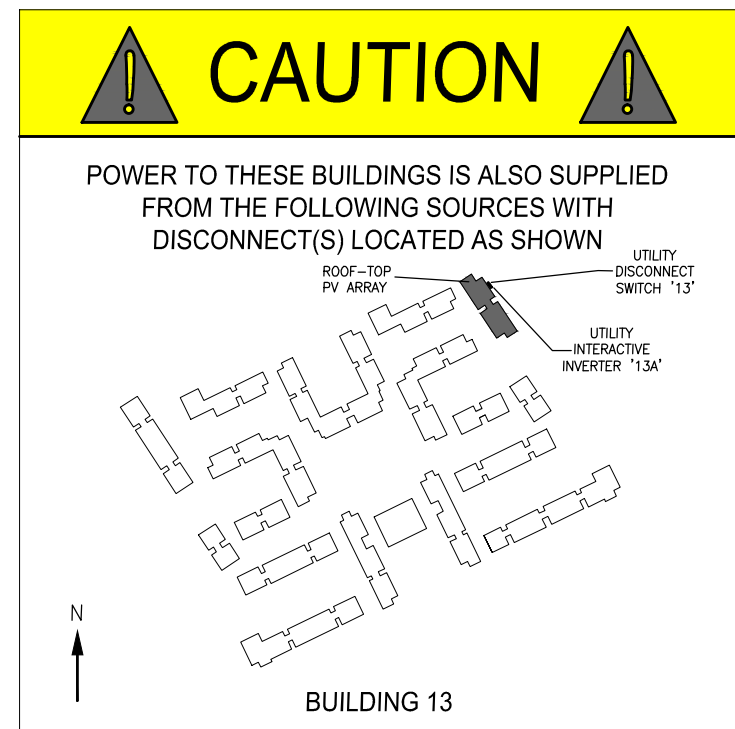 CAUTION
POWER TO THESE BUILDINGS IS ALSO SUPPLIED
FROM THE FOLLOWING SOURCES WITH
DISCONNECT(S) LOCATED AS SHOWN
ROOF-TOP
PV ARRAY
UTILITY
DISCONNECT
SWITCH '13'
UTILITY
INTERACTIVE
INVERTER '13A'
N
BUILDING 13